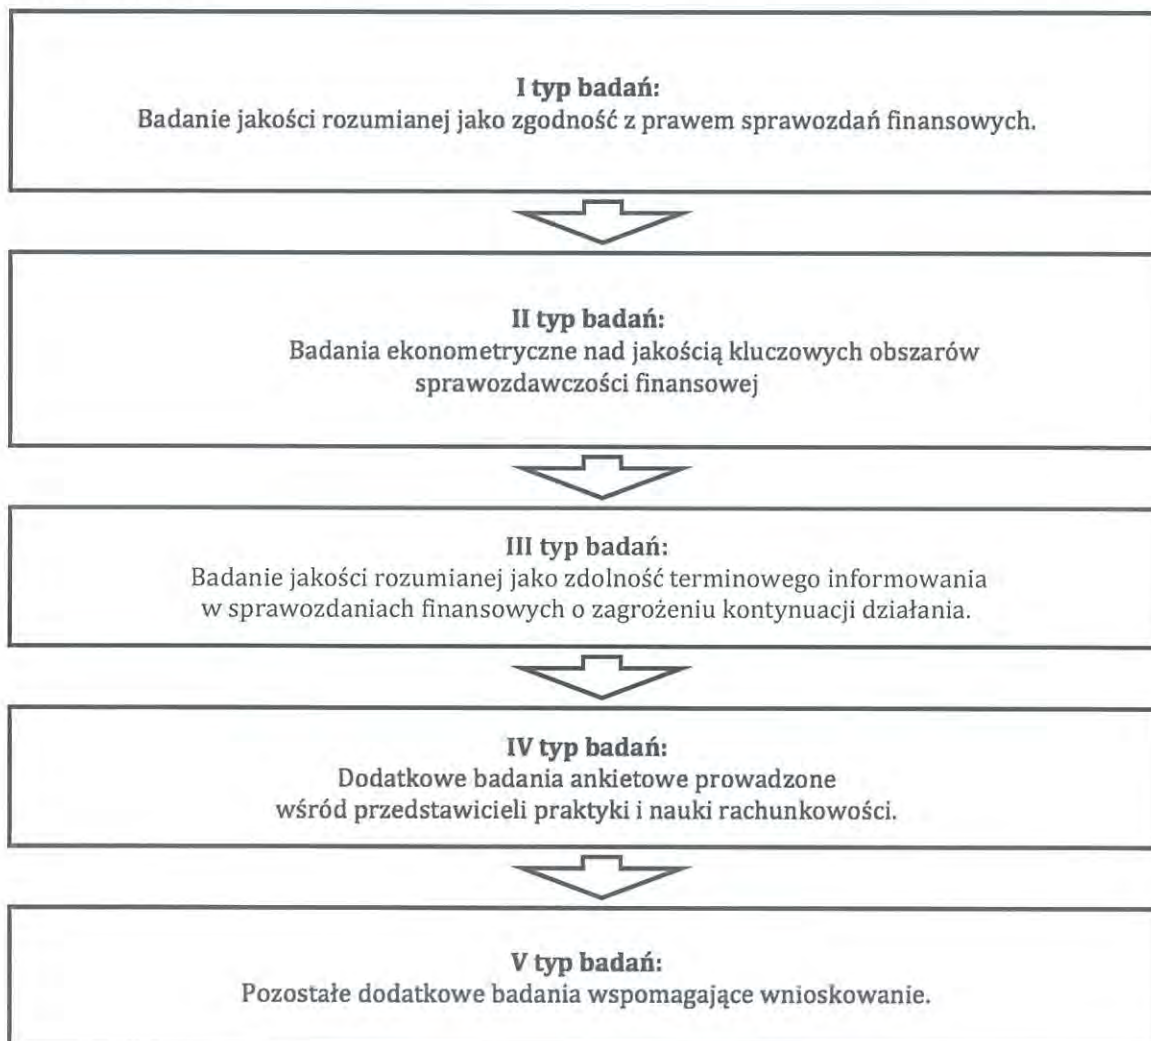 I typ badań:
Badanie jakości rozumianej jako zgodność z prawem sprawozdań finansowych.
II typ badań:
Badania ekonometryczne nad jakością kluczowych obszarów
sprawozdawczości finansowej
III typ badań:
Badanie jakości rozumianej jako zdolność terminowego informowania
w sprawozdaniach finansowych o zagrożeniu kontynuacji działania.
IV typ badań:
Dodatkowe badania ankietowe prowadzone
wśród przedstawicieli praktyki i nauki rachunkowości.
V typ badań:
Pozostałe dodatkowe badania wspomagające wnioskowanie.